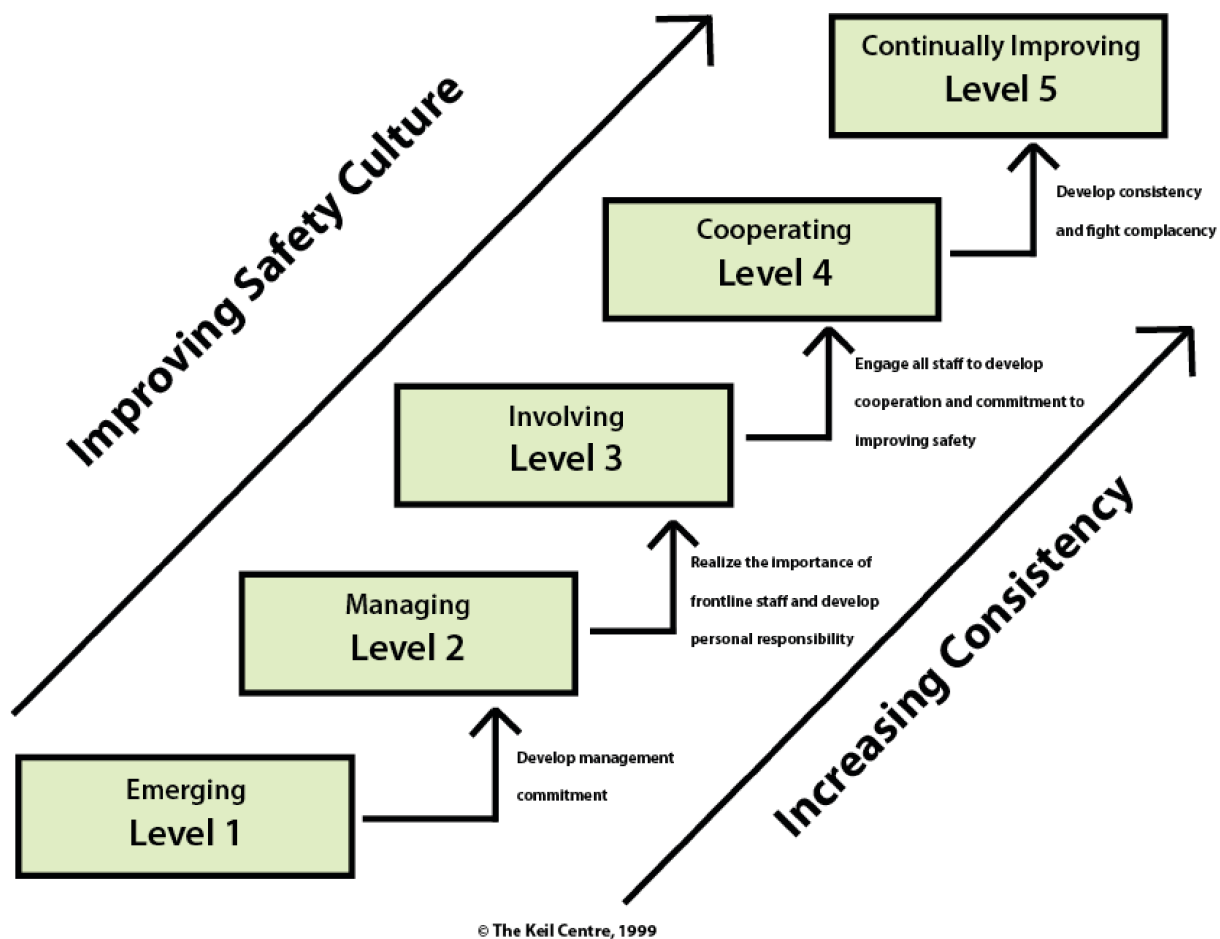 Continually Improving
Level 5
Improving Safety Culture
Develop consistency
and fight complacency
Cooperating
Level 4
Engage all staff to develop
cooperation and commitment to
improving safety
Involving
Level 3
Realize the importance of
frontline staff and develop
personal responsibility
Increasing Consistency
Managing
Level 2
Develop management
commitment
Emerging
Level 1
© The Keil Centre, 1999